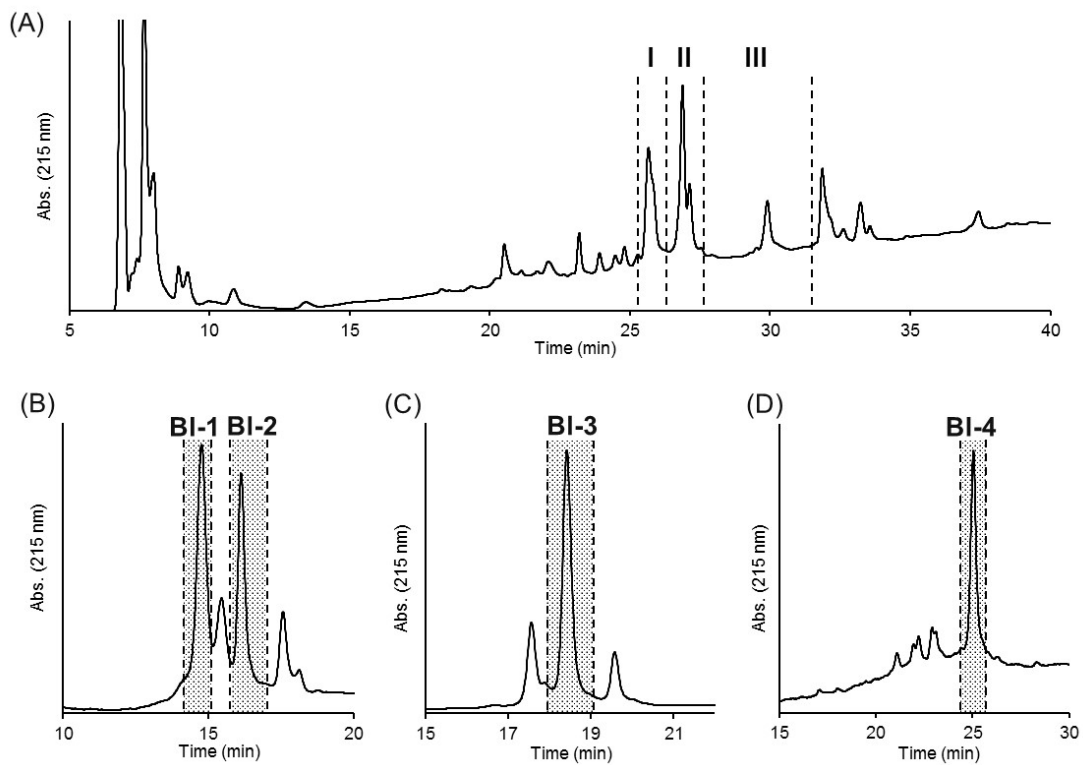 (A)
I II III
Abs. (215 nm)
5 10 15 20 25 30 35 40
Time (min)
(B)
BI-1 BI-2
Abs. (215 nm)
10 15 20
Time (min)
(C)
BI-3
Abs. (215 nm)
15 17 19 21
Time (min)
(D)
BI-4
Abs. (215 nm)
15 20 25 30
Time (min)